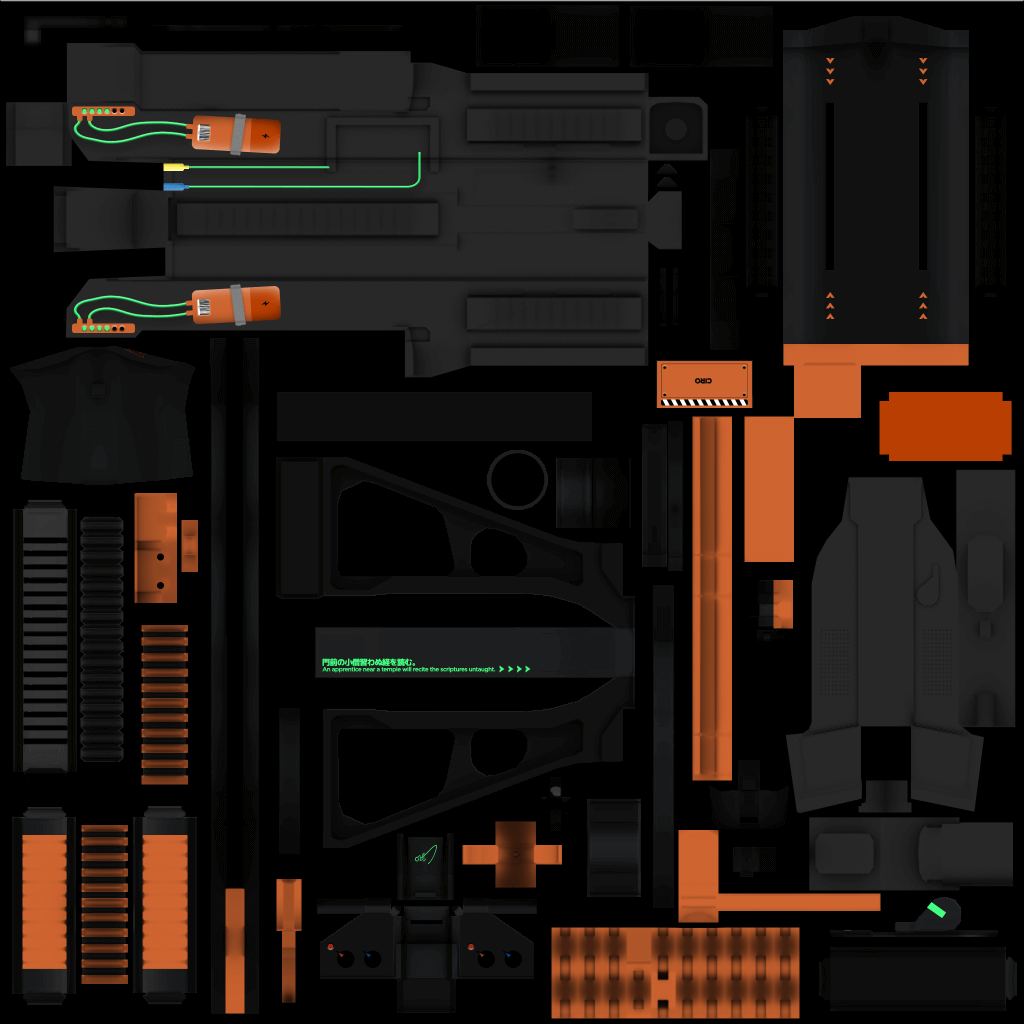 CIRO
門前の小僧習わぬ経を読む。
An apprentice near a temple will recite the scriptures untaught.